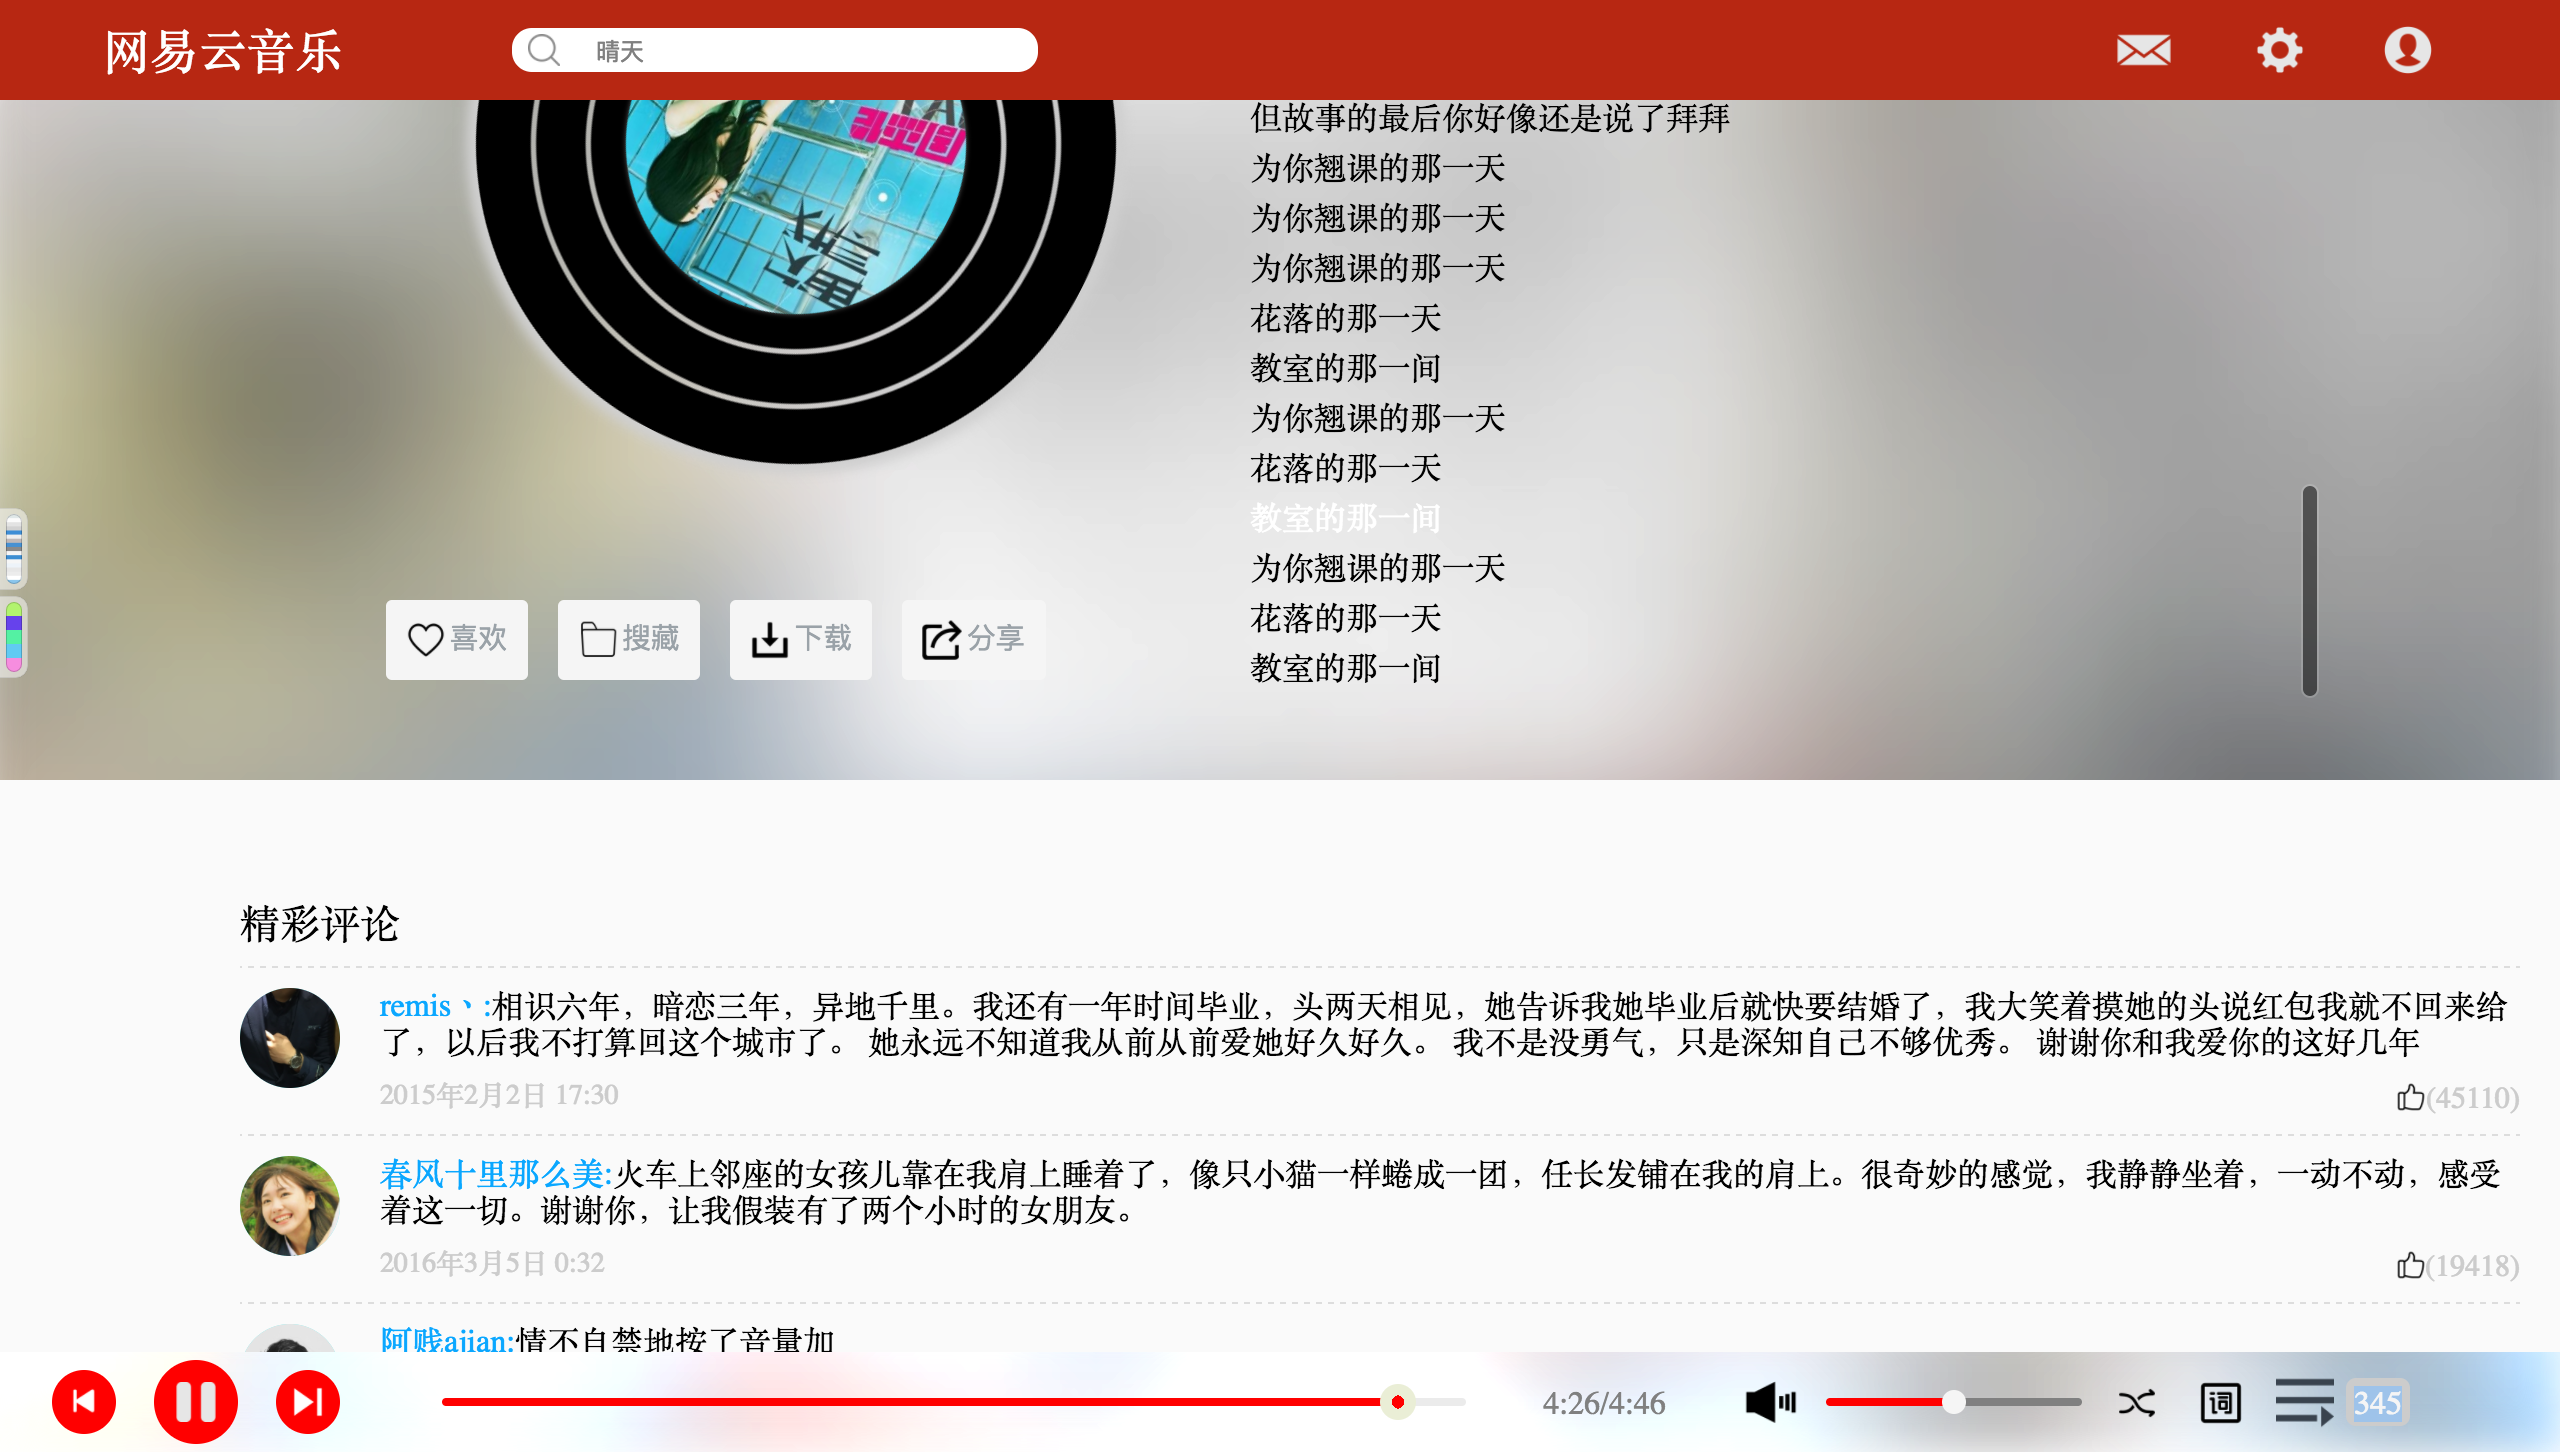 网易云音乐
晴天
但故事的最后你好像还是说了拜拜
为你翘课的那一天
为你翘课的那一天
为你翘课的那一天
花落的那一天
教室的那一间
为你翘课的那一天
花落的那一天
教室的那一间
为你翘课的那一天
花落的那一天
教室的那一间
喜欢
搜藏
下载
分享
精彩评论
remis丶:相识六年，暗恋三年，异地千里。我还有一年时间毕业，头两天相见，她告诉我她毕业后就快要结婚了，我大笑着摸她的头说红包我就不回来给
了，以后我不打算回这个城市了。 她永远不知道我从前从前爱她好久好久。 我不是没勇气，只是深知自己不够优秀。 谢谢你和我爱你的这好几年
2015年2月2日 17:30
(45110)
春风十里那么美:火车上邻座的女孩儿靠在我肩上睡着了，像只小猫一样蜷成一团，任长发铺在我的肩上。很奇妙的感觉，我静静坐着，一动不动，感受
着这一切。谢谢你，让我假装有了两个小时的女朋友。
2016年3月5日 0:32
(19418)
阿贱ajian:情不自禁地按了音量加
4:26/4:46
词
345